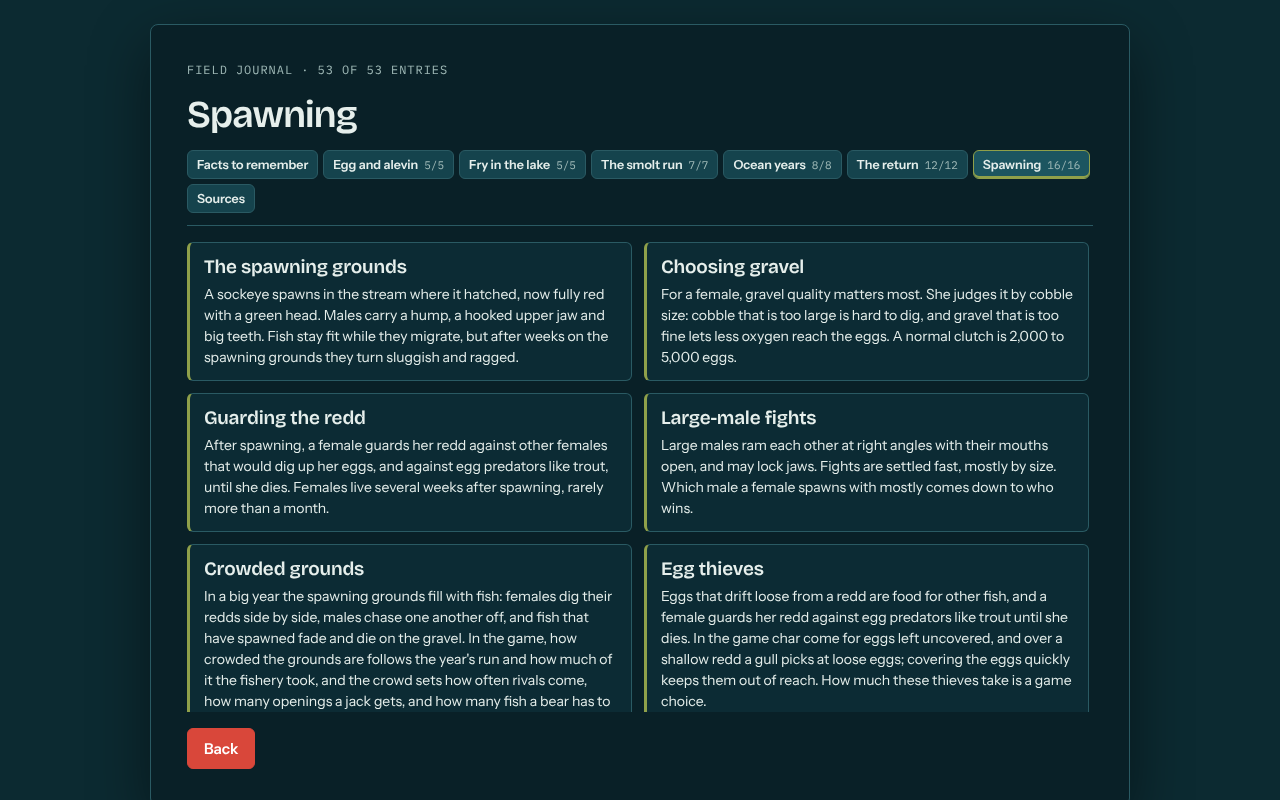 FIELD JOURNAL · 53 OF 53 ENTRIES
Spawning
Facts to remember
Egg and alevin 5/5
Fry in the lake 5/5
The smolt run 7/7
Ocean years 8/8
The return 12/12
Spawning 16/16
Sources
The spawning grounds
A sockeye spawns in the stream where it hatched, now fully red
with a green head. Males carry a hump, a hooked upper jaw and
big teeth. Fish stay fit while they migrate, but after weeks on the
spawning grounds they turn sluggish and ragged.
Choosing gravel
For a female, gravel quality matters most. She judges it by cobble
size: cobble that is too large is hard to dig, and gravel that is too
fine lets less oxygen reach the eggs. A normal clutch is 2,000 to
5,000 eggs.
Guarding the redd
After spawning, a female guards her redd against other females
that would dig up her eggs, and against egg predators like trout,
until she dies. Females live several weeks after spawning, rarely
more than a month.
Large-male fights
Large males ram each other at right angles with their mouths
open, and may lock jaws. Fights are settled fast, mostly by size.
Which male a female spawns with mostly comes down to who
wins.
Crowded grounds
In a big year the spawning grounds fill with fish: females dig their
redds side by side, males chase one another off, and fish that
have spawned fade and die on the gravel. In the game, how
crowded the grounds are follows the year's run and how much of
it the fishery took, and the crowd sets how often rivals come,
how many openings a jack gets, and how many fish a bear has to
Egg thieves
Eggs that drift loose from a redd are food for other fish, and a
female guards her redd against egg predators like trout until she
dies. In the game char come for eggs left uncovered, and over a
shallow redd a gull picks at loose eggs; covering the eggs quickly
keeps them out of reach. How much these thieves take is a game
choice.
Back